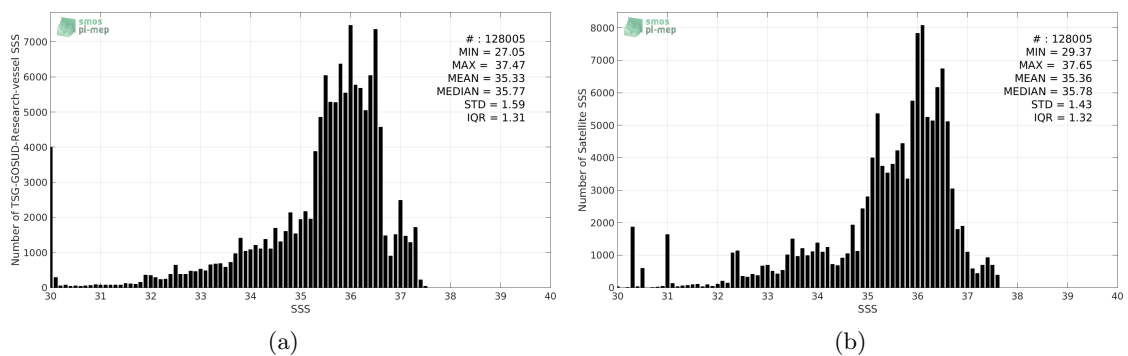 smos
pi-mep
# : 128005
MIN = 27.05
MAX = 37.47
MEAN = 35.33
MEDIAN = 35.77
STD = 1.59
IQR = 1.31
Number of TSG-GOSUD-Research-vessel SSS
7000
6000
5000
4000
3000
2000
1000
0
30 31 32 33 34 35 36 37 38 39 40
SSS
(a)
smos
pi-mep
# : 128005
MIN = 29.37
MAX = 37.65
MEAN = 35.36
MEDIAN = 35.78
STD = 1.43
IQR = 1.32
Number of Satellite SSS
8000
7000
6000
5000
4000
3000
2000
1000
0
30 31 32 33 34 35 36 37 38 39 40
SSS
(b)